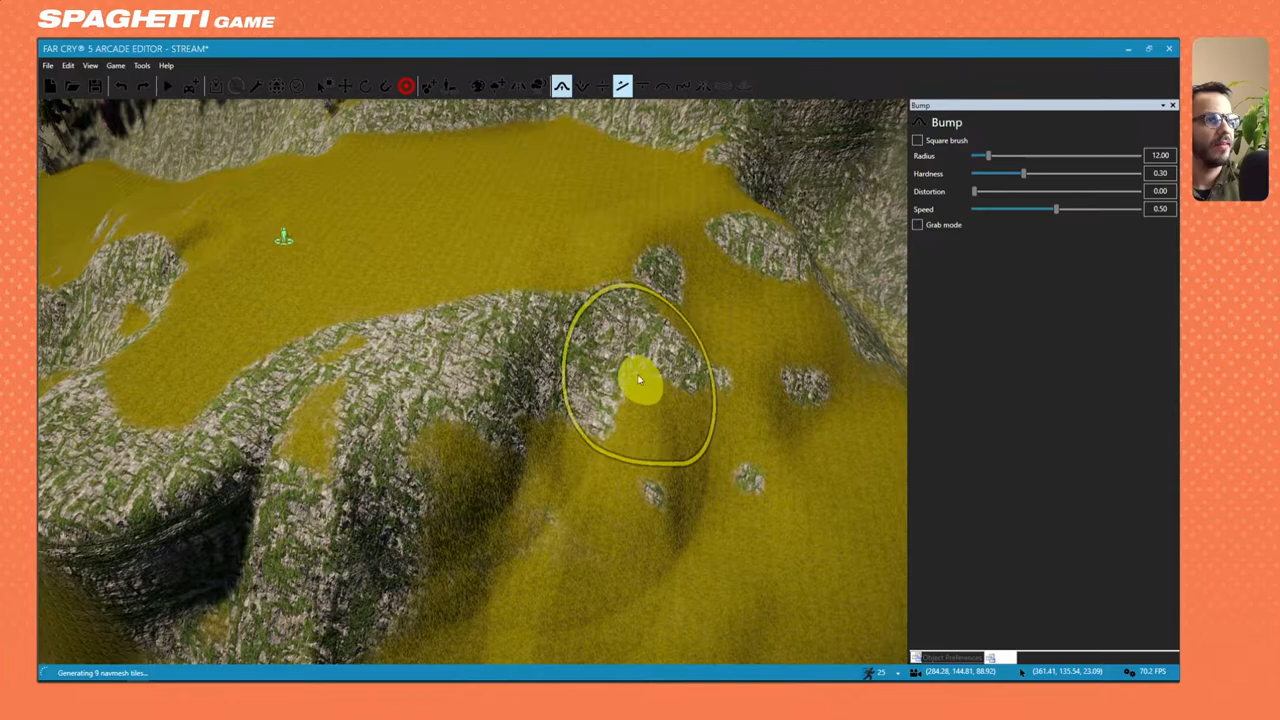 SPAGHETTI GAME
FAR CRY® 5 ARCADE EDITOR - STREAM*
File Edit View Game Tools Help
Bump
Bump
Square brush
Radius 12.00
Hardness 0.30
Distortion 0.00
Speed 0.50
Grab mode
Object Preferences
Generating 9 navmesh tiles...
25
(284.28, 144.81, 88.92)
(361.41, 135.54, 23.09)
70.2 FPS